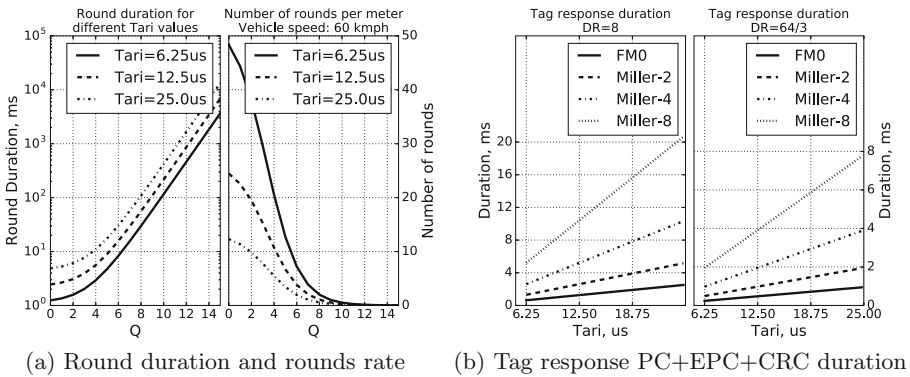 Round duration for
different Tari values
Number of rounds per meter
Vehicle speed: 60 kmph
Round Duration, ms
10^5
10^4
10^3
10^2
10^1
10^0
Tari=6.25us
Tari=12.5us
Tari=25.0us
0 2 4 6 8 10 12 14
Q
Tari=6.25us
Tari=12.5us
Tari=25.0us
0 2 4 6 8 10 12 14
Q
50
40
30
20
10
0
Number of rounds
(a) Round duration and rounds rate
Tag response duration
DR=8
Tag response duration
DR=64/3
Duration, ms
20
16
12
8
4
0
FM0
Miller-2
Miller-4
Miller-8
6.25 12.50 18.75
Tari, us
FM0
Miller-2
Miller-4
Miller-8
6.25 12.50 18.75 25.00
Tari, us
8
6
4
2
0
Duration, ms
(b) Tag response PC+EPC+CRC duration